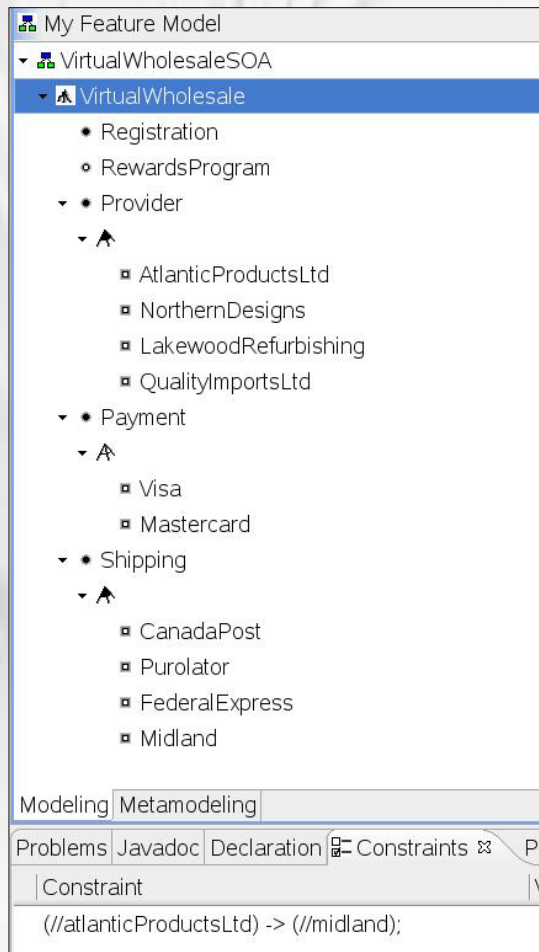 My Feature Model
VirtualWholesaleSOA
VirtualWholesale
Registration
RewardsProgram
Provider
AtlanticProductsLtd
NorthernDesigns
LakewoodRefurbishing
QualityImportsLtd
Payment
Visa
Mastercard
Shipping
CanadaPost
Purolator
FederalExpress
Midland
Modeling Metamodeling
Problems Javadoc Declaration Constraints P
Constraint
(//atlanticProductsLtd) -> (//midland);